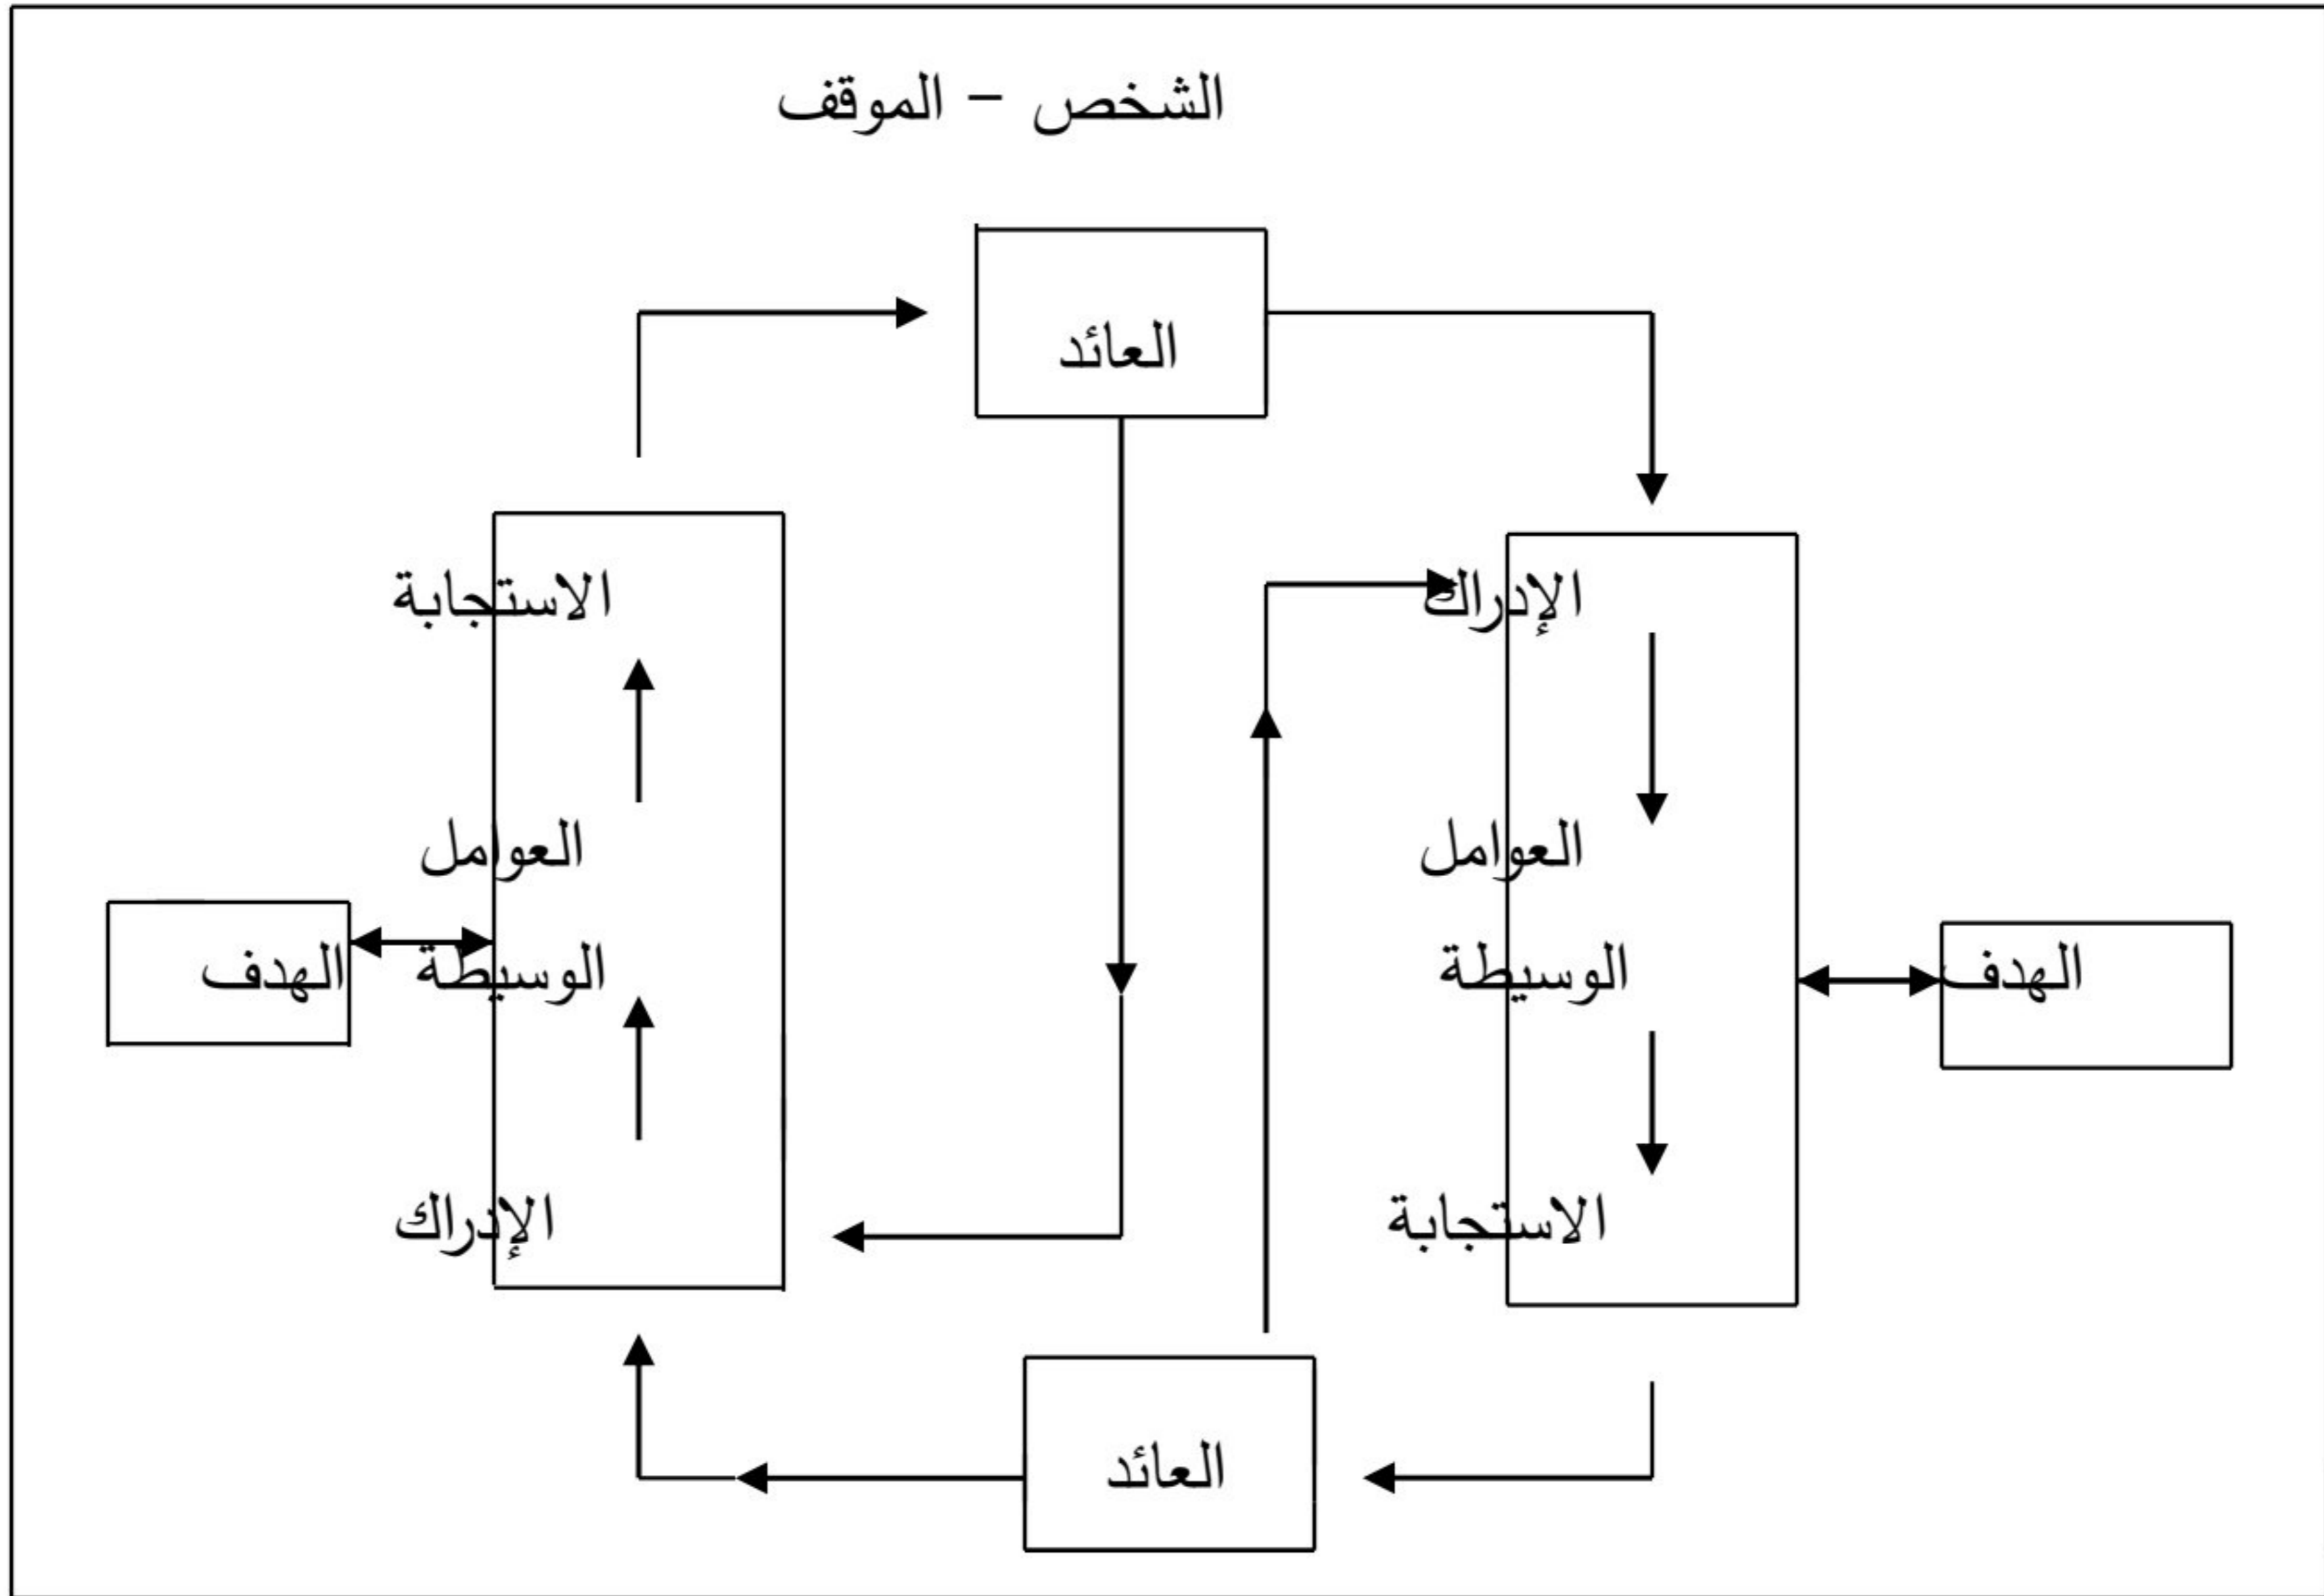 الشخص – الموقف
العائد
الإدراك
العوامل
الوسيطة
الاستجابة
الهدف
الاستجابة
العوامل
الوسيطة
الإدراك
الهدف
العائد